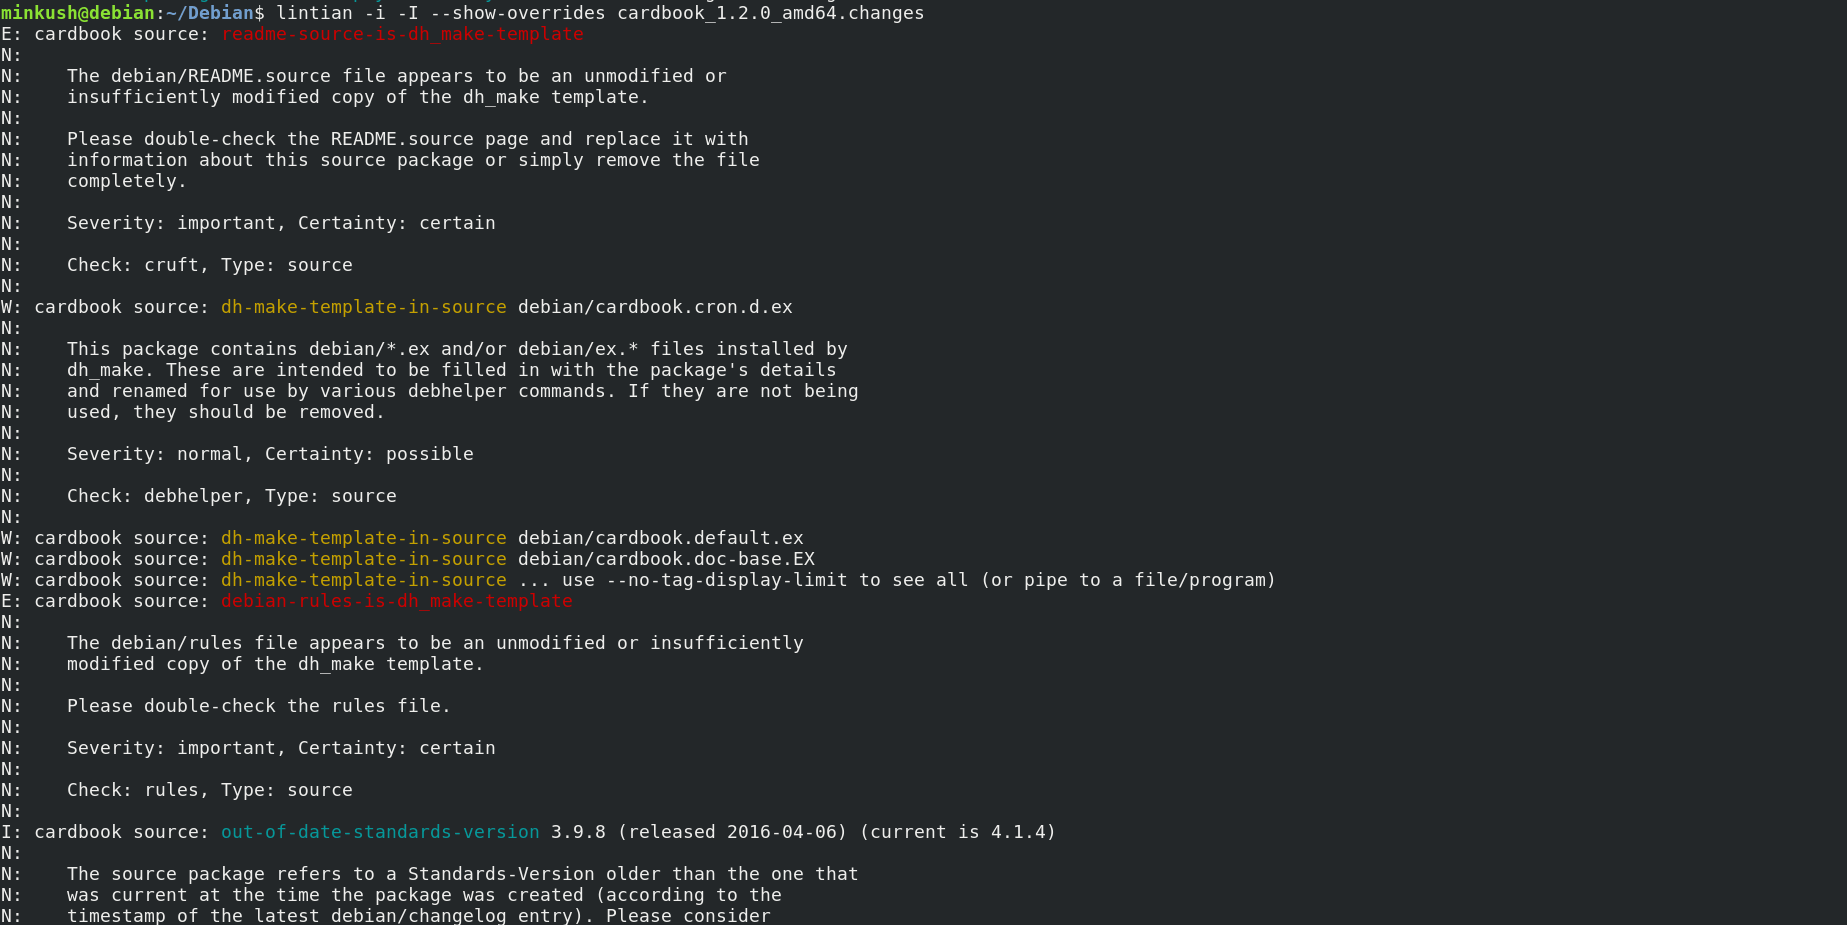 minkush@debian:~/Debian$ lintian -i -I --show-overrides cardbook_1.2.0_amd64.changes
E: cardbook source: readme-source-is-dh_make-template
N:
N:    The debian/README.source file appears to be an unmodified or
N:    insufficiently modified copy of the dh_make template.
N:
N:    Please double-check the README.source page and replace it with
N:    information about this source package or simply remove the file
N:    completely.
N:
N:    Severity: important, Certainty: certain
N:
N:    Check: cruft, Type: source
N:
W: cardbook source: dh-make-template-in-source debian/cardbook.cron.d.ex
N:
N:    This package contains debian/*.ex and/or debian/ex.* files installed by
N:    dh_make. These are intended to be filled in with the package's details
N:    and renamed for use by various debhelper commands. If they are not being
N:    used, they should be removed.
N:
N:    Severity: normal, Certainty: possible
N:
N:    Check: debhelper, Type: source
N:
W: cardbook source: dh-make-template-in-source debian/cardbook.default.ex
W: cardbook source: dh-make-template-in-source debian/cardbook.doc-base.EX
W: cardbook source: dh-make-template-in-source ... use --no-tag-display-limit to see all (or pipe to a file/program)
E: cardbook source: debian-rules-is-dh_make-template
N:
N:    The debian/rules file appears to be an unmodified or insufficiently
N:    modified copy of the dh_make template.
N:
N:    Please double-check the rules file.
N:
N:    Severity: important, Certainty: certain
N:
N:    Check: rules, Type: source
N:
I: cardbook source: out-of-date-standards-version 3.9.8 (released 2016-04-06) (current is 4.1.4)
N:
N:    The source package refers to a Standards-Version older than the one that
N:    was current at the time the package was created (according to the
N:    timestamp of the latest debian/changelog entry). Please consider